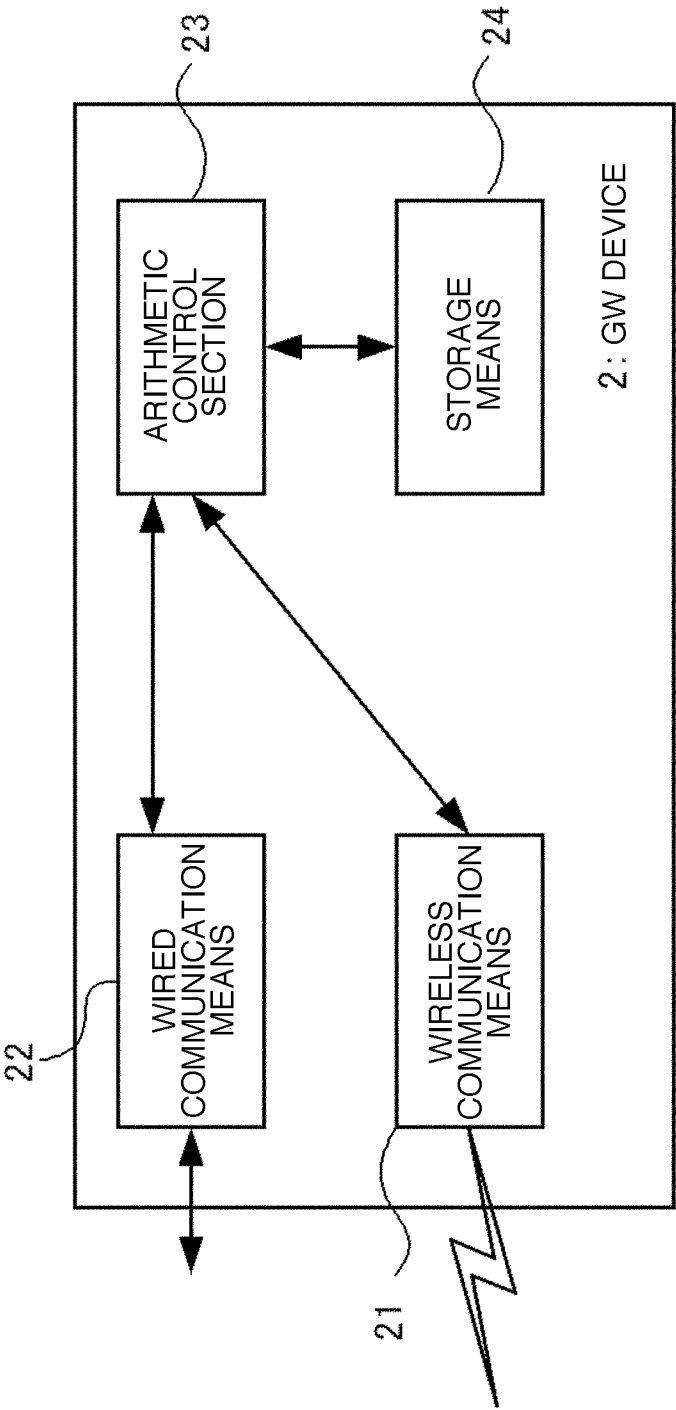 22
WIRED
COMMUNICATION
MEANS
23
ARITHMETIC
CONTROL
SECTION
21
WIRELESS
COMMUNICATION
MEANS
24
STORAGE
MEANS
2: GW DEVICE